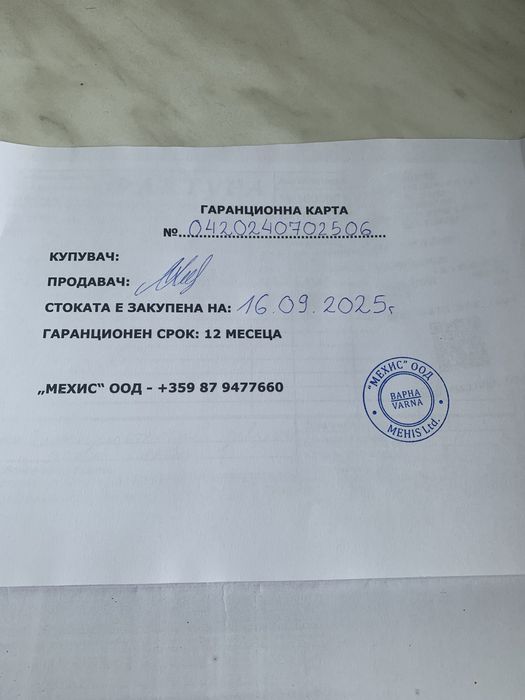 ГАРАНЦИОННА КАРТА
№ 0420240702506
КУПУВАЧ:
ПРОДАВАЧ:
СТОКАТА Е ЗАКУПЕНА НА: 16.09.2025г
ГАРАНЦИОНЕН СРОК: 12 МЕСЕЦА
„МЕХИС“ ООД - +359 87 9477660
"МЕХИС" ООД
ВАРНА
VARNA
MEHIS Ltd.